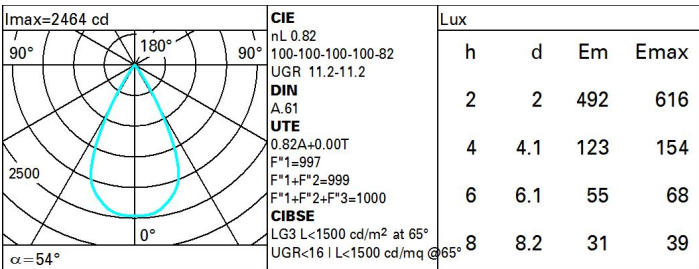 Imax=2464 cd
90°
180°
90°
2500
0°
α=54°
CIE
nL 0.82
100-100-100-100-82
UGR 11.2-11.2
DIN
A.61
UTE
0.82A+0.00T
F"1=997
F"1+F"2=999
F"1+F"2+F"3=1000
CIBSE
LG3 L<1500 cd/m² at 65°
UGR<16 | L<1500 cd/mq @65°
Lux
h d Em Emax
2 2 492 616
4 4.1 123 154
6 6.1 55 68
8 8.2 31 39